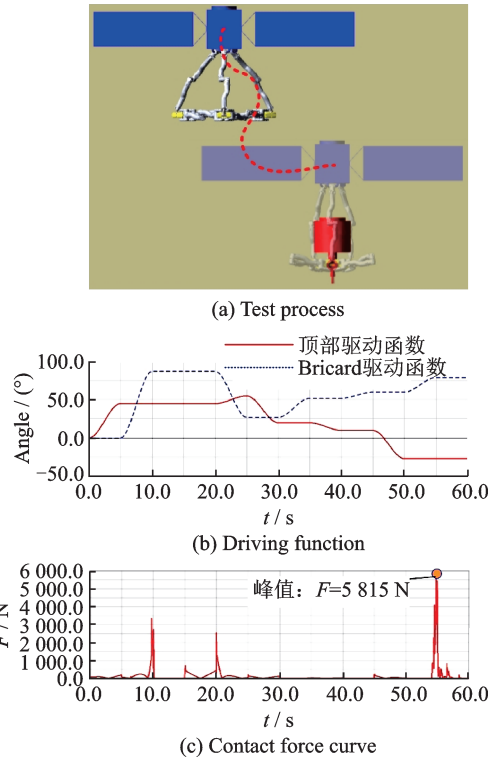 (a) Test process
顶部驱动函数
Bricard驱动函数
100.0
50.0
0.0
−50.0
Angle / (°)
0.0 10.0 20.0 30.0 40.0 50.0 60.0
t / s
(b) Driving function
6 000.0
5 000.0
4 000.0
3 000.0
2 000.0
1 000.0
0.0
F / N
峰值：F=5 815 N
0.0 10.0 20.0 30.0 40.0 50.0 60.0
t / s
(c) Contact force curve